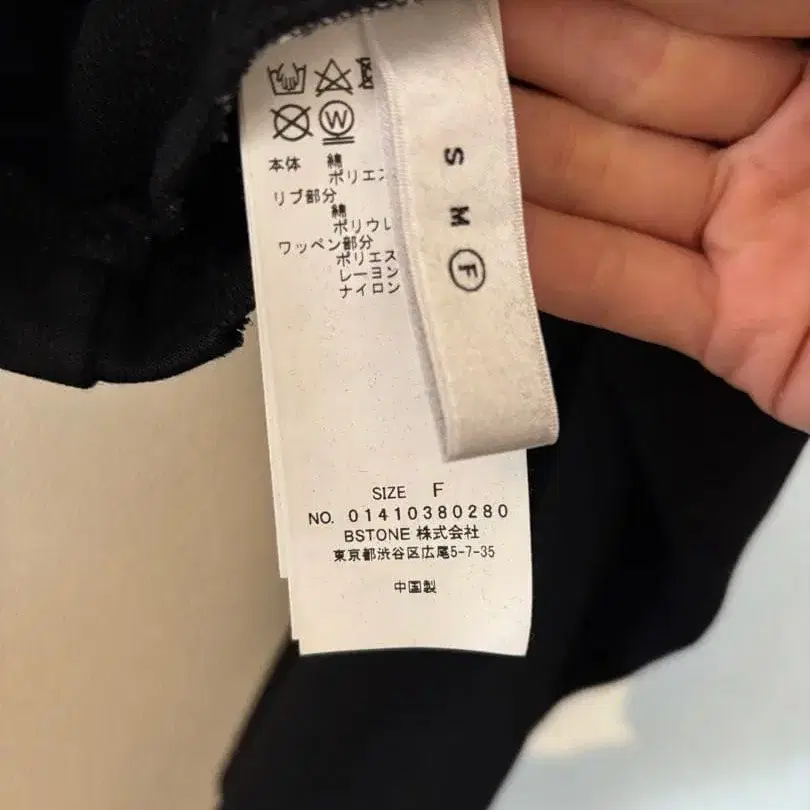 W
本体 綿
ポリエ
リブ部分
綿
ポリウレ
ワッペン部分
ポリエス
レーヨン
ナイロン
S M F
SIZE F
NO. 01410380280
BSTONE 株式会社
東京都渋谷区広尾5-7-35
中国製